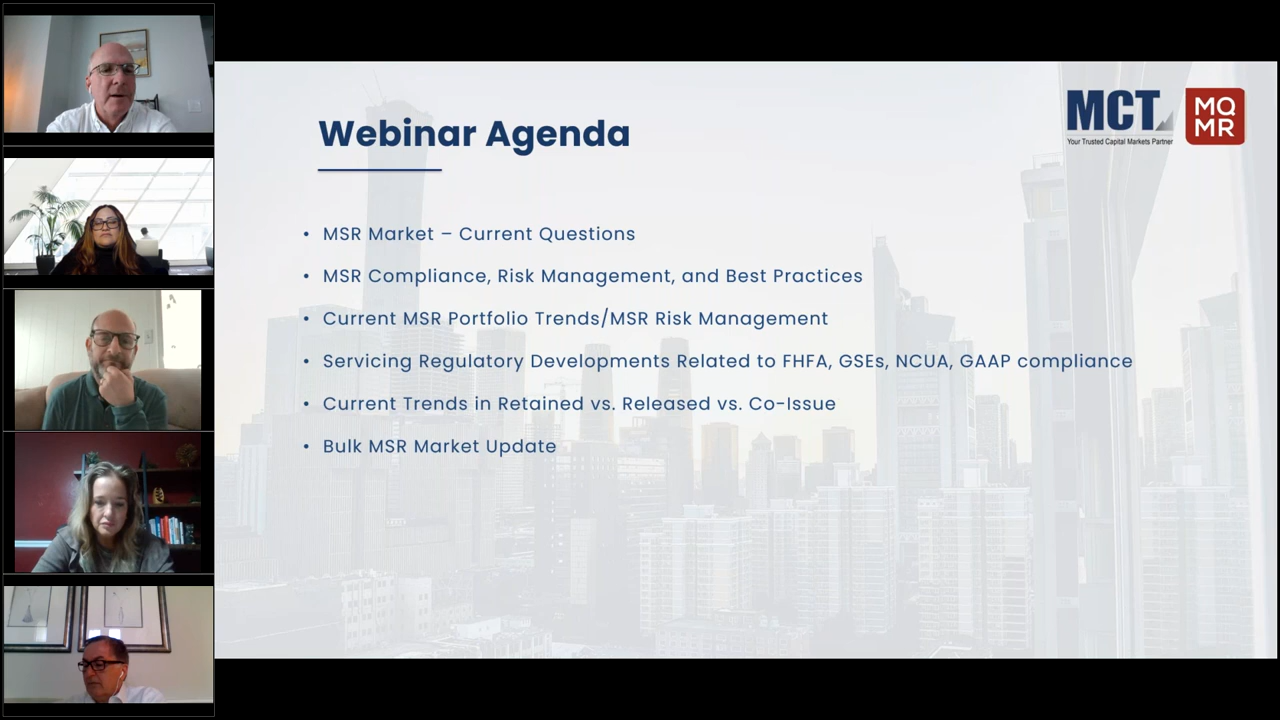 Webinar Agenda
MCT
Your Trusted Capital Markets Partner
MQ
MR
• MSR Market – Current Questions
• MSR Compliance, Risk Management, and Best Practices
• Current MSR Portfolio Trends/MSR Risk Management
• Servicing Regulatory Developments Related to FHFA, GSEs, NCUA, GAAP compliance
• Current Trends in Retained vs. Released vs. Co-Issue
• Bulk MSR Market Update